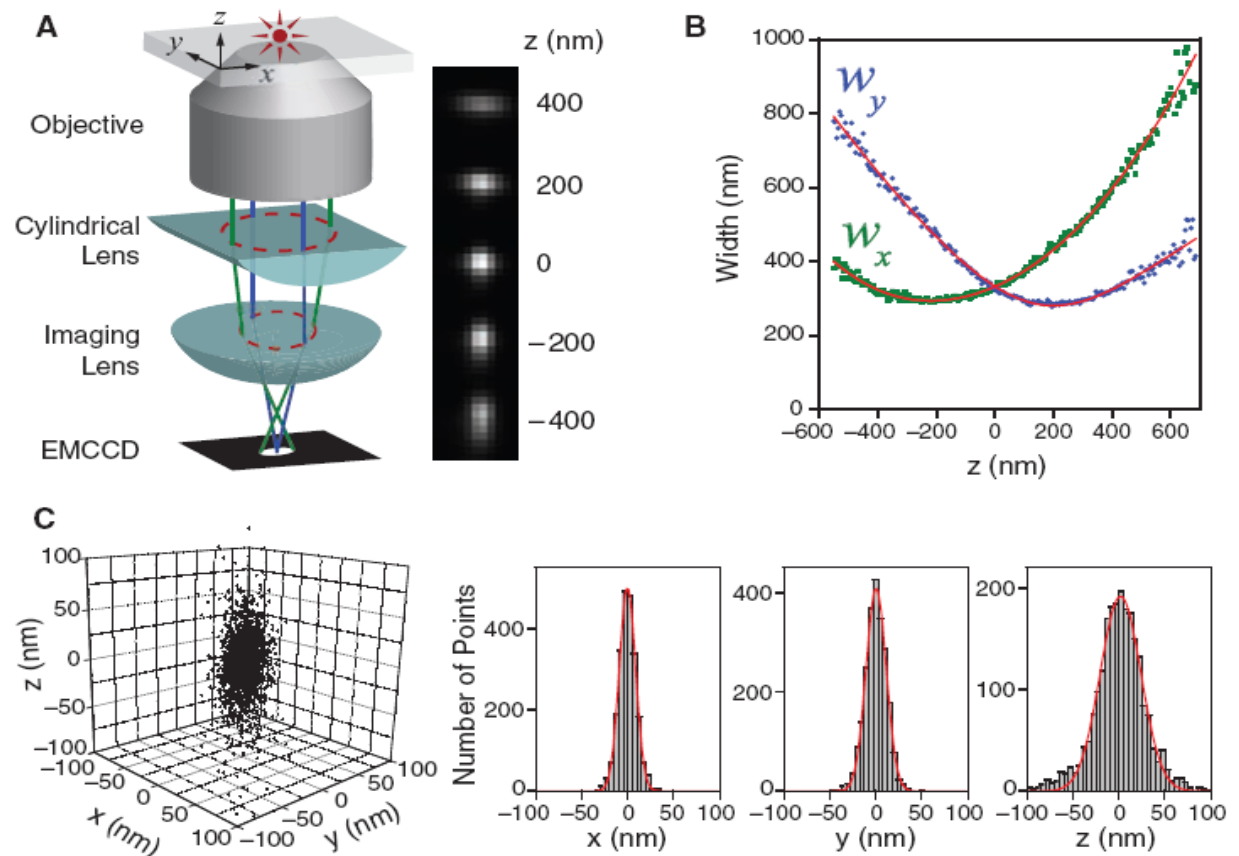 A
z
y
x
Objective
Cylindrical
Lens
Imaging
Lens
EMCCD
z (nm)
400
200
0
−200
−400
B
1000
800
600
400
200
0
Width (nm)
wy
wx
−600 −400 −200 0 200 400 600
z (nm)
C
100
50
0
−50
−100
z (nm)
−100
−50
0
50
100
x (nm)
−100
−50
0
50
100
y (nm)
Number of Points
400
200
0
−100 −50 0 50 100
x (nm)
400
200
0
−100 −50 0 50 100
y (nm)
200
100
0
−100 −50 0 50 100
z (nm)